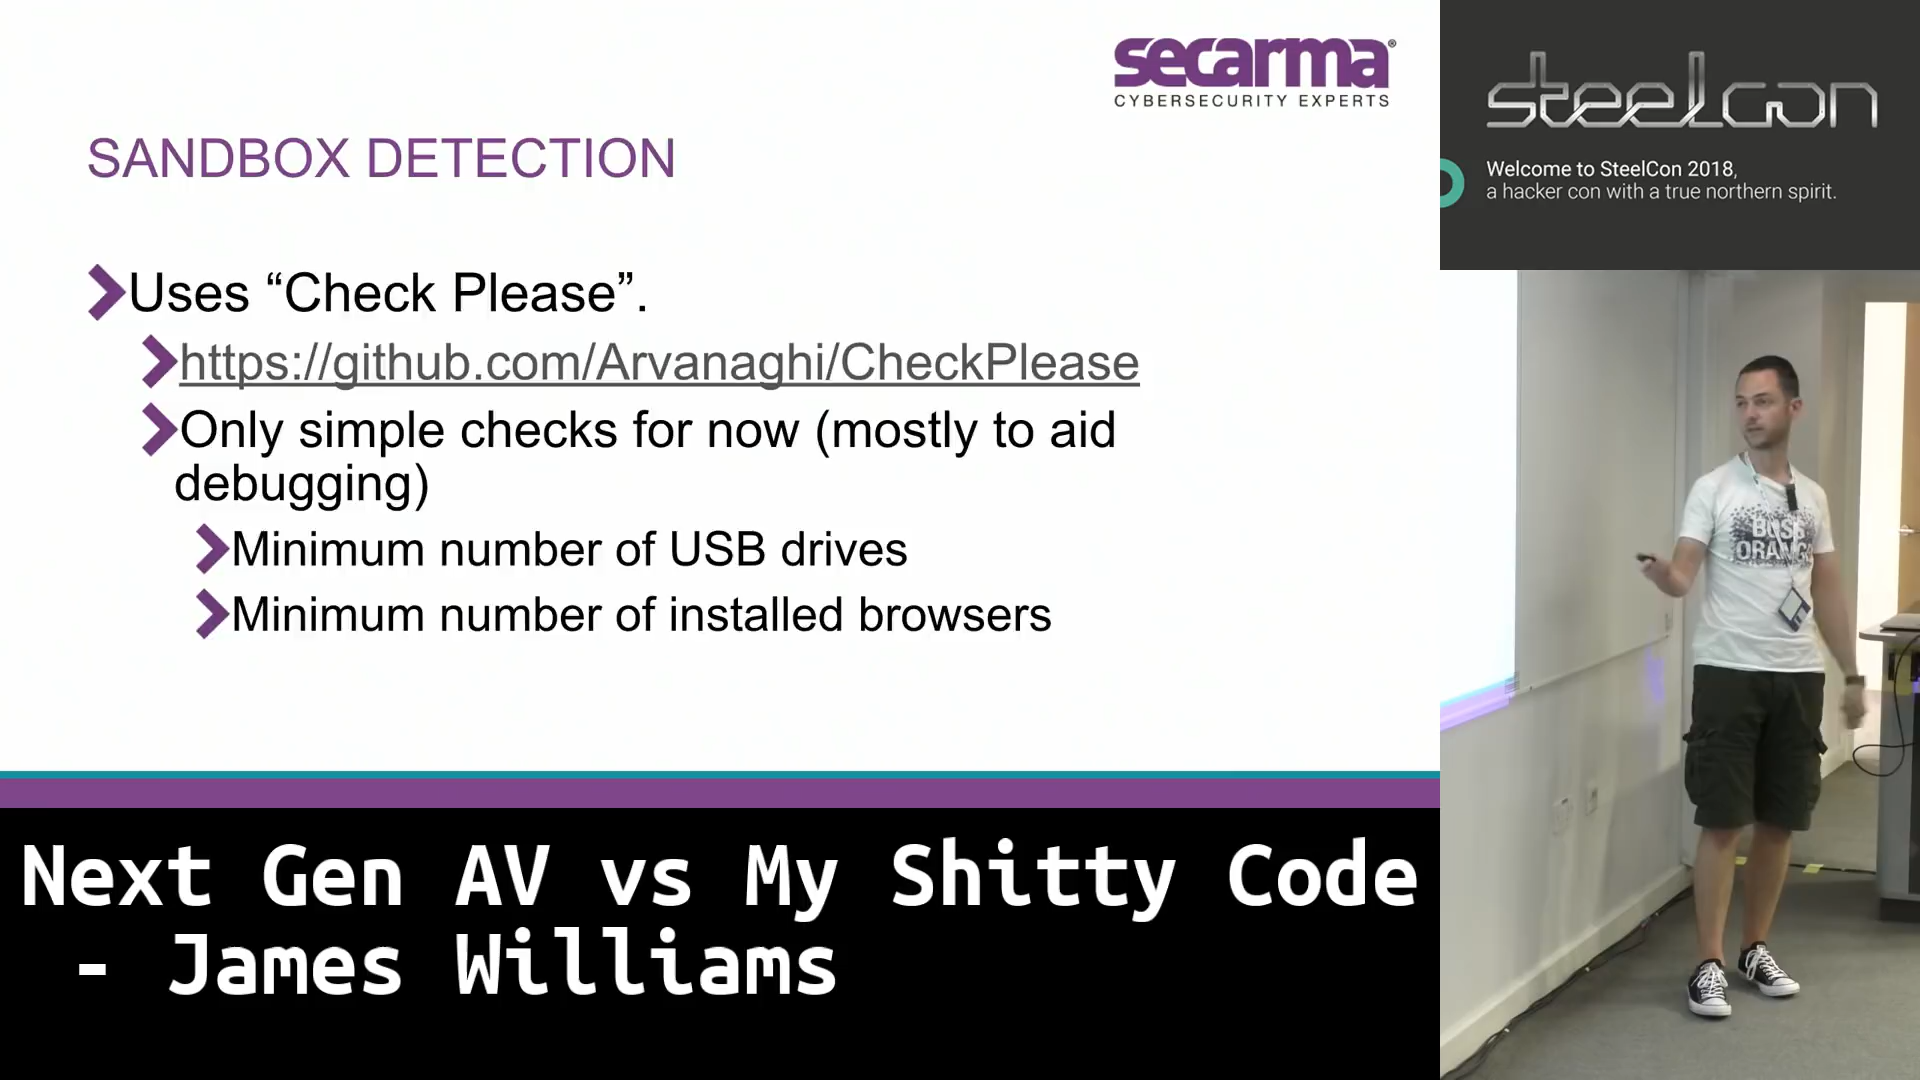 secarma®
CYBERSECURITY EXPERTS
SANDBOX DETECTION
Uses “Check Please”.
https://github.com/Arvanaghi/CheckPlease
Only simple checks for now (mostly to aid
debugging)
Minimum number of USB drives
Minimum number of installed browsers
Next Gen AV vs My Shitty Code
- James Williams
steelcon
Welcome to SteelCon 2018,
a hacker con with a true northern spirit.
BOSS
ORANGE